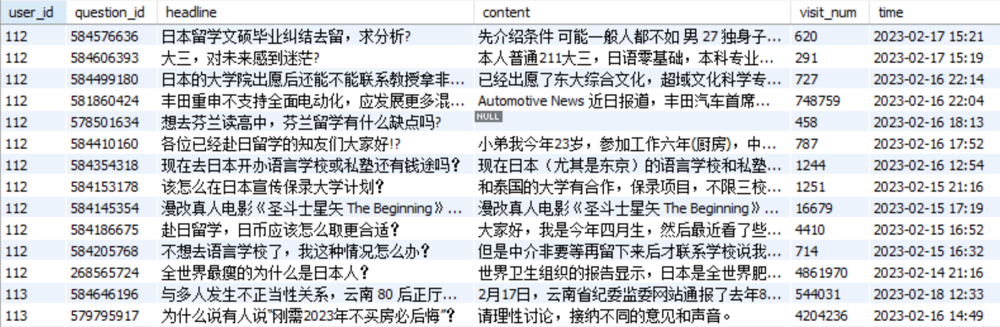 user_id question_id headline content visit_num time
112 584576636 日本留学文硕毕业纠结去留，求分析? 先介绍条件 可能一般人都不如 男 27 独身子... 620 2023-02-17 15:21
112 584606393 大三，对未来感到迷茫? 本人普通211大三，日语零基础，本科专业... 291 2023-02-17 15:19
112 584499180 日本的大学院出愿后还能不能联系教授拿非... 已经出愿了东大综合文化，超域文化科学专... 727 2023-02-16 22:14
112 581860424 丰田重申不支持全面电动化，应发展更多混... Automotive News 近日报道，丰田汽车首席... 748759 2023-02-16 22:04
112 578501634 想去芬兰读高中，芬兰留学有什么缺点吗? NULL 458 2023-02-16 18:13
112 584410160 各位已经赴日留学的知友们大家好!? 小弟我今年23岁，参加工作六年(厨房)，中... 787 2023-02-16 17:52
112 584354318 现在去日本开办语言学校或私塾还有钱途吗? 现在日本（尤其是东京）的语言学校和私塾... 1244 2023-02-16 12:54
112 584153178 该怎么在日本宣传保录大学计划? 和泰国的大学有合作，保录项目，不限三校... 1251 2023-02-15 21:16
112 584145354 漫改真人电影《圣斗士星矢 The Beginning》... 漫改真人电影《圣斗士星矢 The Beginning》... 16679 2023-02-15 17:19
112 584186675 赴日留学，日币应该怎么取更合适? 大家好，我是今年四月生，然后最近看了些... 4410 2023-02-15 16:52
112 584205768 不想去语言学校了，我这种情况怎么办? 但是中介非要等再留下来后才联系学校说我... 714 2023-02-15 16:32
112 268565724 全世界最瘦的为什么是日本人? 世界卫生组织的报告显示，日本是全世界肥... 4861970 2023-02-14 21:16
113 584646196 与多人发生不正当性关系，云南 80 后正厅... 2月17日，云南省纪委监委网站通报了去年8... 544031 2023-02-18 12:33
113 579795917 为什么说有人说"刚需2023年不买房必后悔"? 请理性讨论，接纳不同的意见和声音。 4204236 2023-02-16 14:49